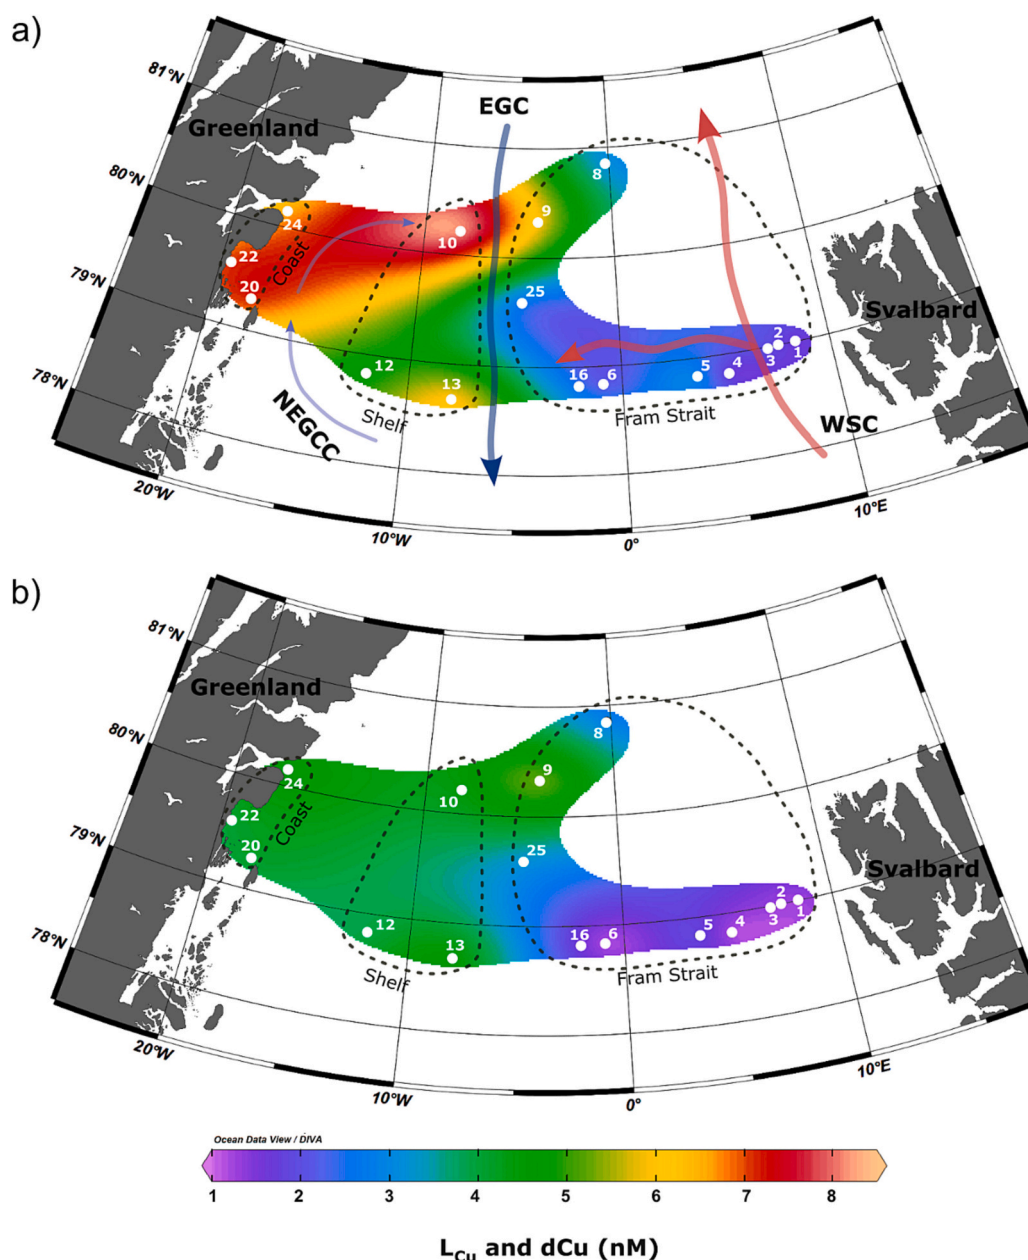 a)
81°N
80°N
79°N
78°N
20°W
10°W
0°
10°E
Greenland
EGC
Svalbard
Coast
NEGCC
Shelf
Fram Strait
WSC
8
9
24
10
22
20
25
12
13
16
6
5
4
3
2
1
b)
81°N
80°N
79°N
78°N
20°W
10°W
0°
10°E
Greenland
Svalbard
Coast
Shelf
Fram Strait
8
9
24
10
22
20
25
12
13
16
6
5
4
3
2
1
Ocean Data View / DIVA
1 2 3 4 5 6 7 8
L_Cu and dCu (nM)